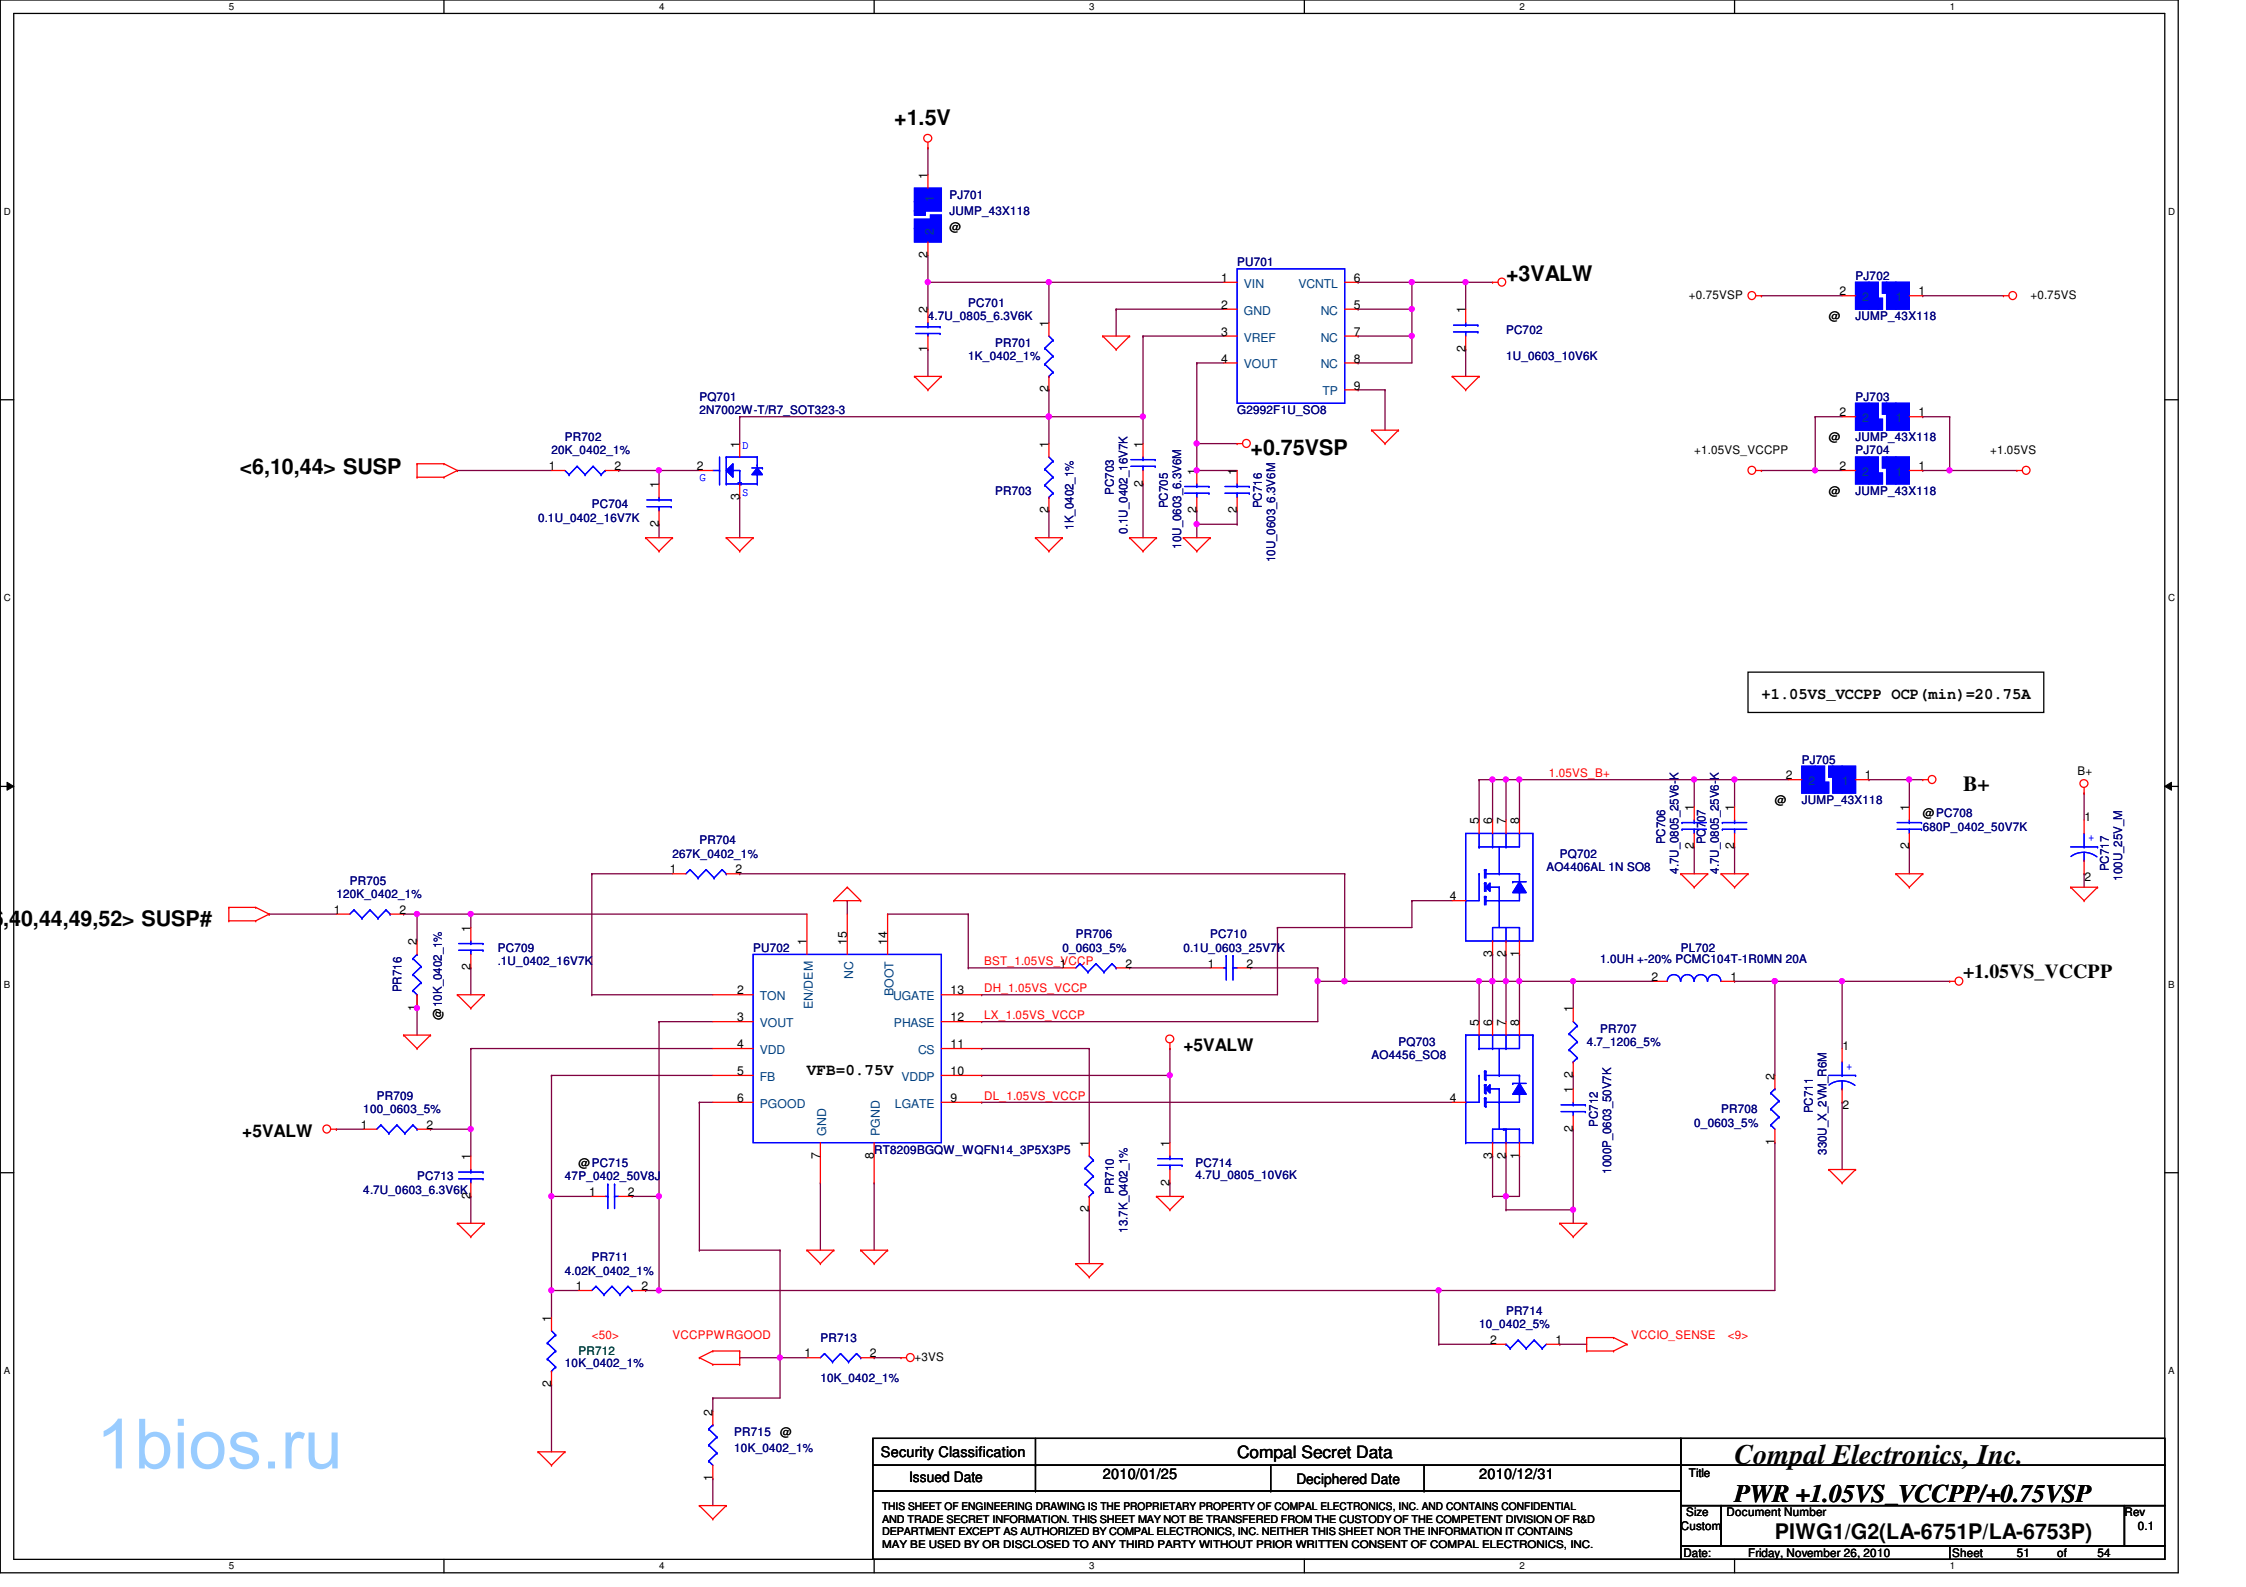 5 4 3 2 1
+1.5V
PJ701
JUMP_43X118
@
PU701
+3VALW
VIN
GND
VREF
VOUT
VCNTL
NC
NC
NC
TP
G2992F1U_SO8
PC701
4.7U_0805_6.3V6K
PR701
1K_0402_1%
PC702
1U_0603_10V6K
PJ702
+0.75VSP
+0.75VS
@
JUMP_43X118
PJ703
@
JUMP_43X118
PJ704
+1.05VS_VCCPP
+1.05VS
@
JUMP_43X118
PQ701
2N7002W-T/R7_SOT323-3
<6,10,44> SUSP
PR702
20K_0402_1%
PC704
0.1U_0402_16V7K
D
G
S
PR703
1K_0402_1%
PC703
0.1U_0402_16V7K
+0.75VSP
PC705
10U_0603_6.3V6M
PC716
10U_0603_6.3V6M
+1.05VS_VCCPP OCP(min)=20.75A
1.05VS_B+
PC706
4.7U_0805_25V6-K
PC707
4.7U_0805_25V6-K
PJ705
@
JUMP_43X118
B+
@PC708
680P_0402_50V7K
B+
PC717
100U_25V_M
PR704
267K_0402_1%
PR705
120K_0402_1%
,40,44,49,52> SUSP#
PR716
@10K_0402_1%
PC709
.1U_0402_16V7K
PU702
EN/DEM
NC
BOOT
TON
VOUT
VDD
FB
PGOOD
UGATE
PHASE
CS
VDDP
LGATE
GND
PGND
VFB=0.75V
RT8209BGQW_WQFN14_3P5X3P5
BST_1.05VS_VCCP
DH_1.05VS_VCCP
LX_1.05VS_VCCP
DL_1.05VS_VCCP
PR706
0_0603_5%
PC710
0.1U_0603_25V7K
PQ702
AO4406AL 1N SO8
PQ703
AO4456_SO8
PL702
1.0UH +-20% PCMC104T-1R0MN 20A
+1.05VS_VCCPP
PR707
4.7_1206_5%
PC712
1000P_0603_50V7K
PR708
0_0603_5%
PC711
330U_X_2VM_R6M
+5VALW
PR709
100_0603_5%
+5VALW
PC713
4.7U_0603_6.3V6K
@PC715
47P_0402_50V8J
PR710
13.7K_0402_1%
PC714
4.7U_0805_10V6K
PR711
4.02K_0402_1%
<50>
PR712
10K_0402_1%
VCCPPWRGOOD
PR713
10K_0402_1%
+3VS
PR714
10_0402_5%
VCCIO_SENSE <9>
PR715 @
10K_0402_1%
1bios.ru
Security Classification
Compal Secret Data
Issued Date
2010/01/25
Deciphered Date
2010/12/31
THIS SHEET OF ENGINEERING DRAWING IS THE PROPRIETARY PROPERTY OF COMPAL ELECTRONICS, INC. AND CONTAINS CONFIDENTIAL
AND TRADE SECRET INFORMATION. THIS SHEET MAY NOT BE TRANSFERED FROM THE CUSTODY OF THE COMPETENT DIVISION OF R&D
DEPARTMENT EXCEPT AS AUTHORIZED BY COMPAL ELECTRONICS, INC. NEITHER THIS SHEET NOR THE INFORMATION IT CONTAINS
MAY BE USED BY OR DISCLOSED TO ANY THIRD PARTY WITHOUT PRIOR WRITTEN CONSENT OF COMPAL ELECTRONICS, INC.
Compal Electronics, Inc.
Title
PWR +1.05VS_VCCPP/+0.75VSP
Size
Custom
Document Number
PIWG1/G2(LA-6751P/LA-6753P)
Rev
0.1
Date: Friday, November 26, 2010 Sheet 51 of 54
5 4 3 2 1